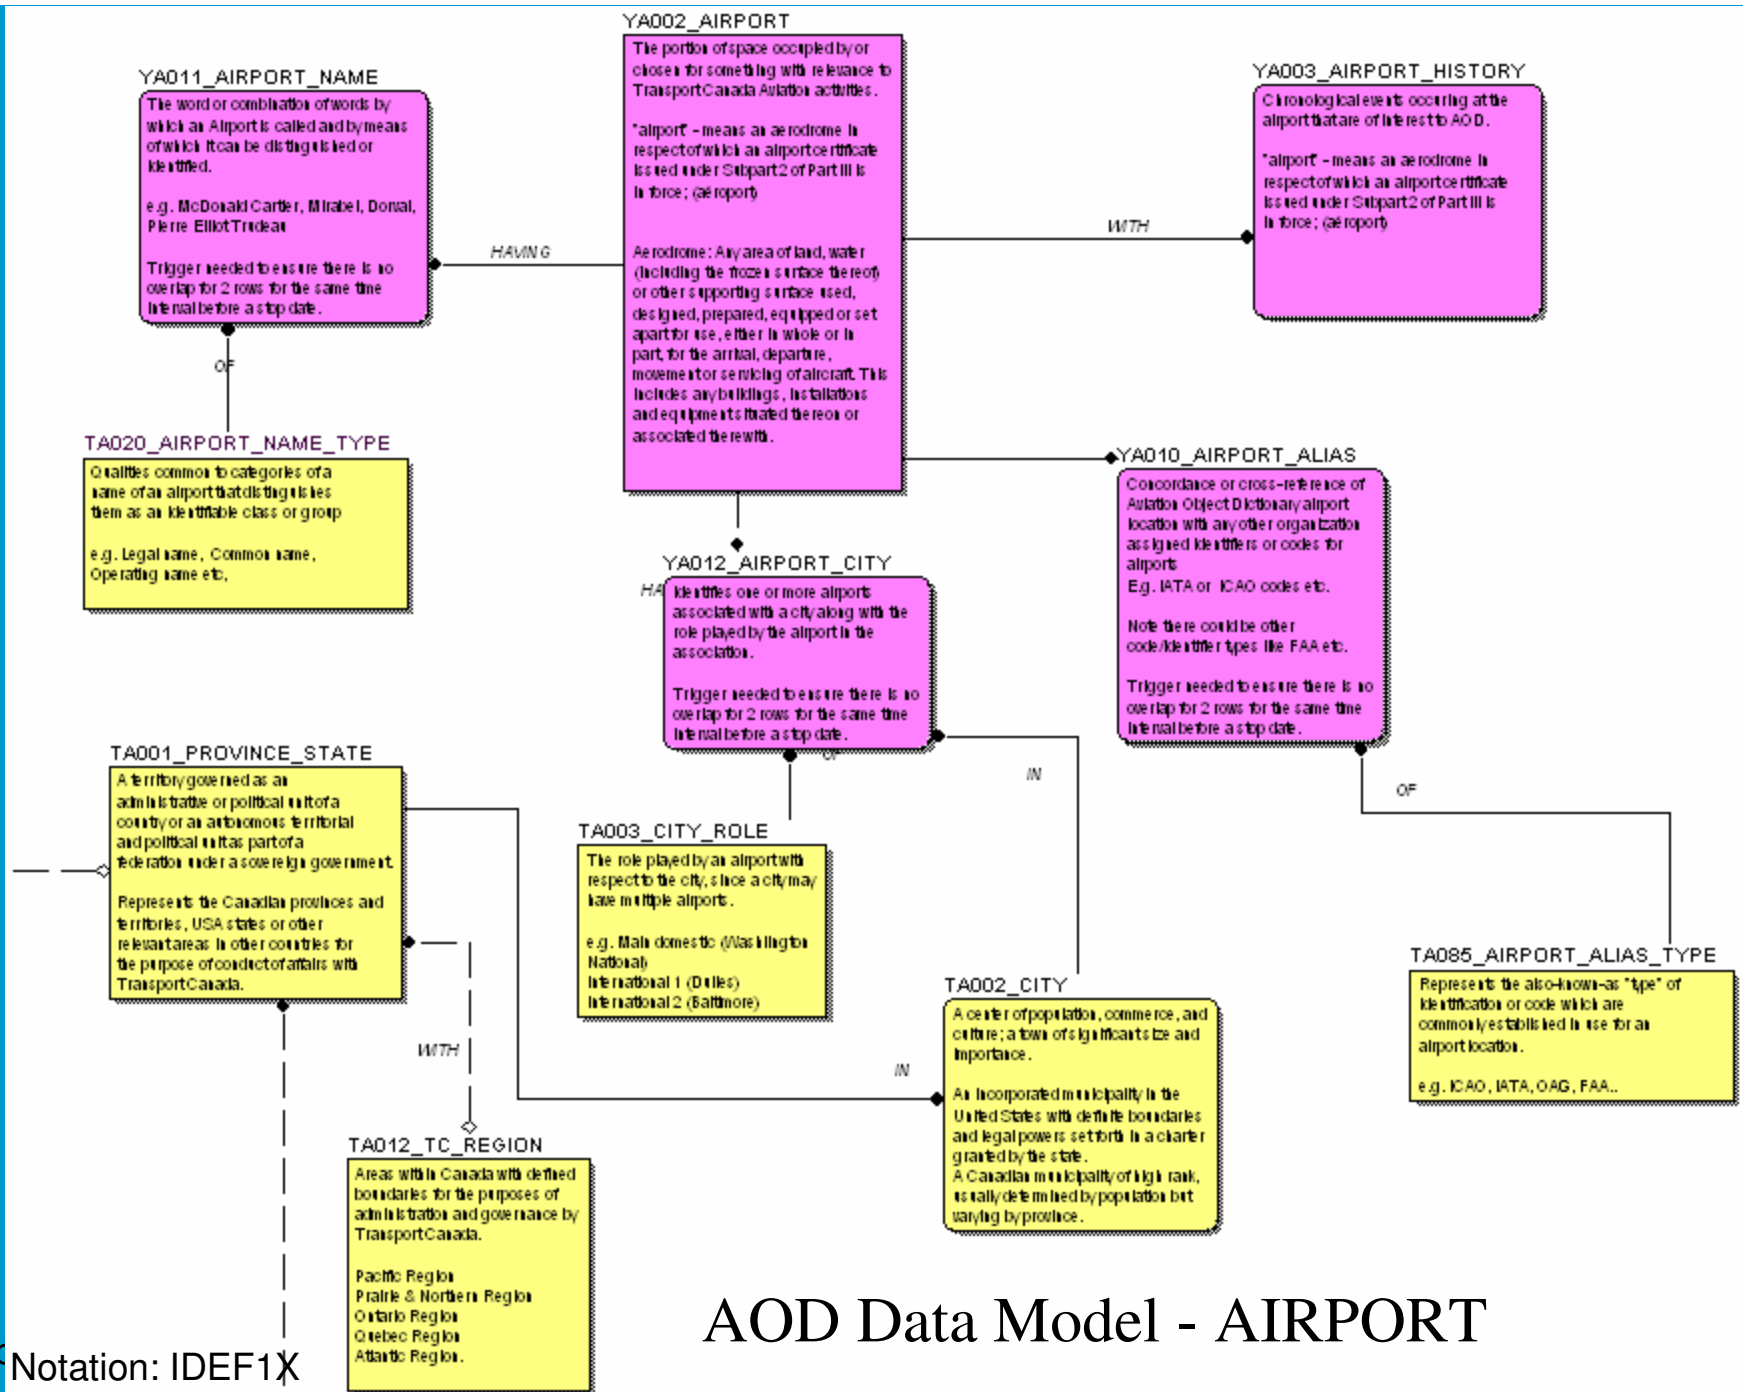 YA002_AIRPORT
The portion of space occupied by or
chosen for something with relevance to
Transport Canada Aviation activities.
"airport" - means an aerodrome in
respect of which an airport certificate
issued under Subpart 2 of Part III is
in force; (aéroport)
Aerodrome: Any area of land, water
(including the frozen surface thereof)
or other supporting surface used,
designed, prepared, equipped or set
apart for use, either in whole or in
part, for the arrival, departure,
movement or servicing of aircraft. This
includes any buildings, installations
and equipment situated thereon or
associated therewith.
YA011_AIRPORT_NAME
The word or combination of words by
which an Airport is called and by means
of which it can be distinguished or
identified.
e.g. McDonald Cartier, Mirabel, Dorval,
Pierre Elliot Trudeau
Trigger needed to ensure there is no
overlap for 2 rows for the same time
interval before a stop date.
YA003_AIRPORT_HISTORY
Chronological events occuring at the
airport that are of interest to AOD.
"airport" - means an aerodrome in
respect of which an airport certificate
issued under Subpart 2 of Part III is
in force; (aéroport)
HAVING
WITH
OF
TA020_AIRPORT_NAME_TYPE
Qualities common to categories of a
name of an airport that distinguishes
them as an identifiable class or group
e.g. Legal name, Common name,
Operating name etc,
YA010_AIRPORT_ALIAS
Concordance or cross-reference of
Aviation Object Dictionary airport
location with any other organization
assigned identifiers or codes for
airports
E.g. IATA or ICAO codes etc.
Note there could be other
code/identifier types like FAA etc.
Trigger needed to ensure there is no
overlap for 2 rows for the same time
interval before a stop date.
YA012_AIRPORT_CITY
HA
Identifies one or more airports
associated with a city along with the
role played by the airport in the
association.
Trigger needed to ensure there is no
overlap for 2 rows for the same time
interval before a stop date.
OF
IN
OF
TA001_PROVINCE_STATE
A territory governed as an
administrative or political unit of a
country or an autonomous territorial
and political unit as part of a
federation under a sovereign government.
Represents the Canadian provinces and
territories, USA states or other
relevant areas in other countries for
the purpose of conduct of affairs with
Transport Canada.
TA003_CITY_ROLE
The role played by an airport with
respect to the city, since a city may
have multiple airports.
e.g. Main domestic (Washington
National)
International 1 (Dulles)
International 2 (Baltimore)
TA085_AIRPORT_ALIAS_TYPE
Represents the also-known-as "type" of
identification or code which are
commonly established in use for an
airport location.
e.g. ICAO, IATA, OAG, FAA..
TA002_CITY
A center of population, commerce, and
culture; a town of significant size and
importance.
An incorporated municipality in the
United States with definite boundaries
and legal powers set forth in a charter
granted by the state.
A Canadian municipality of high rank,
usually determined by population but
varying by province.
WITH
IN
TA012_TC_REGION
Areas within Canada with defined
boundaries for the purposes of
administration and governance by
Transport Canada.
Pacific Region
Prairie & Northern Region
Ontario Region
Quebec Region
Atlantic Region.
AOD Data Model - AIRPORT
Notation: IDEF1X